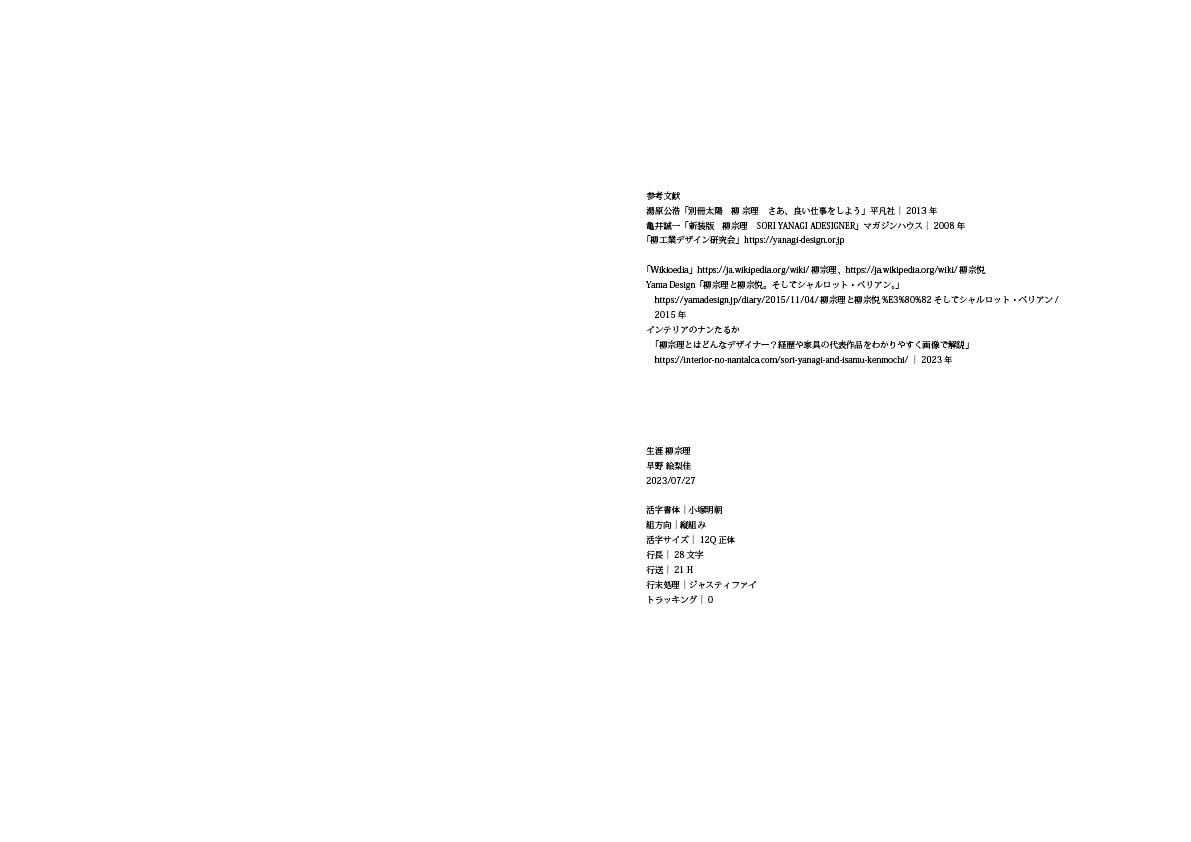 参考文献
湯原公浩「別冊太陽　柳 宗理　さあ、良い仕事をしよう」平凡社｜ 2013 年
亀井誠一「新装版　柳宗理　SORI YANAGI ADESIGNER」マガジンハウス｜ 2008 年
「柳工業デザイン研究会」https://yanagi-design.or.jp
「Wikioedia」https://ja.wikipedia.org/wiki/ 柳宗理、https://ja.wikipedia.org/wiki/ 柳宗悦
Yama Design「柳宗理と柳宗悦。そしてシャルロット・ペリアン。」
https://yamadesign.jp/diary/2015/11/04/ 柳宗理と柳宗悦 %E3%80%82 そしてシャルロット・ペリアン /
2015 年
インテリアのナンたるか
「柳宗理とはどんなデザイナー？経歴や家具の代表作品をわかりやすく画像で解説」
https://interior-no-nantalca.com/sori-yanagi-and-isamu-kenmochi/ ｜ 2023 年
生涯 柳宗理
早野 絵梨佳
2023/07/27
活字書体｜小塚明朝
組方向｜縦組み
活字サイズ｜ 12Q 正体
行長｜ 28 文字
行送｜ 21 H
行末処理｜ジャスティファイ
トラッキング｜ 0